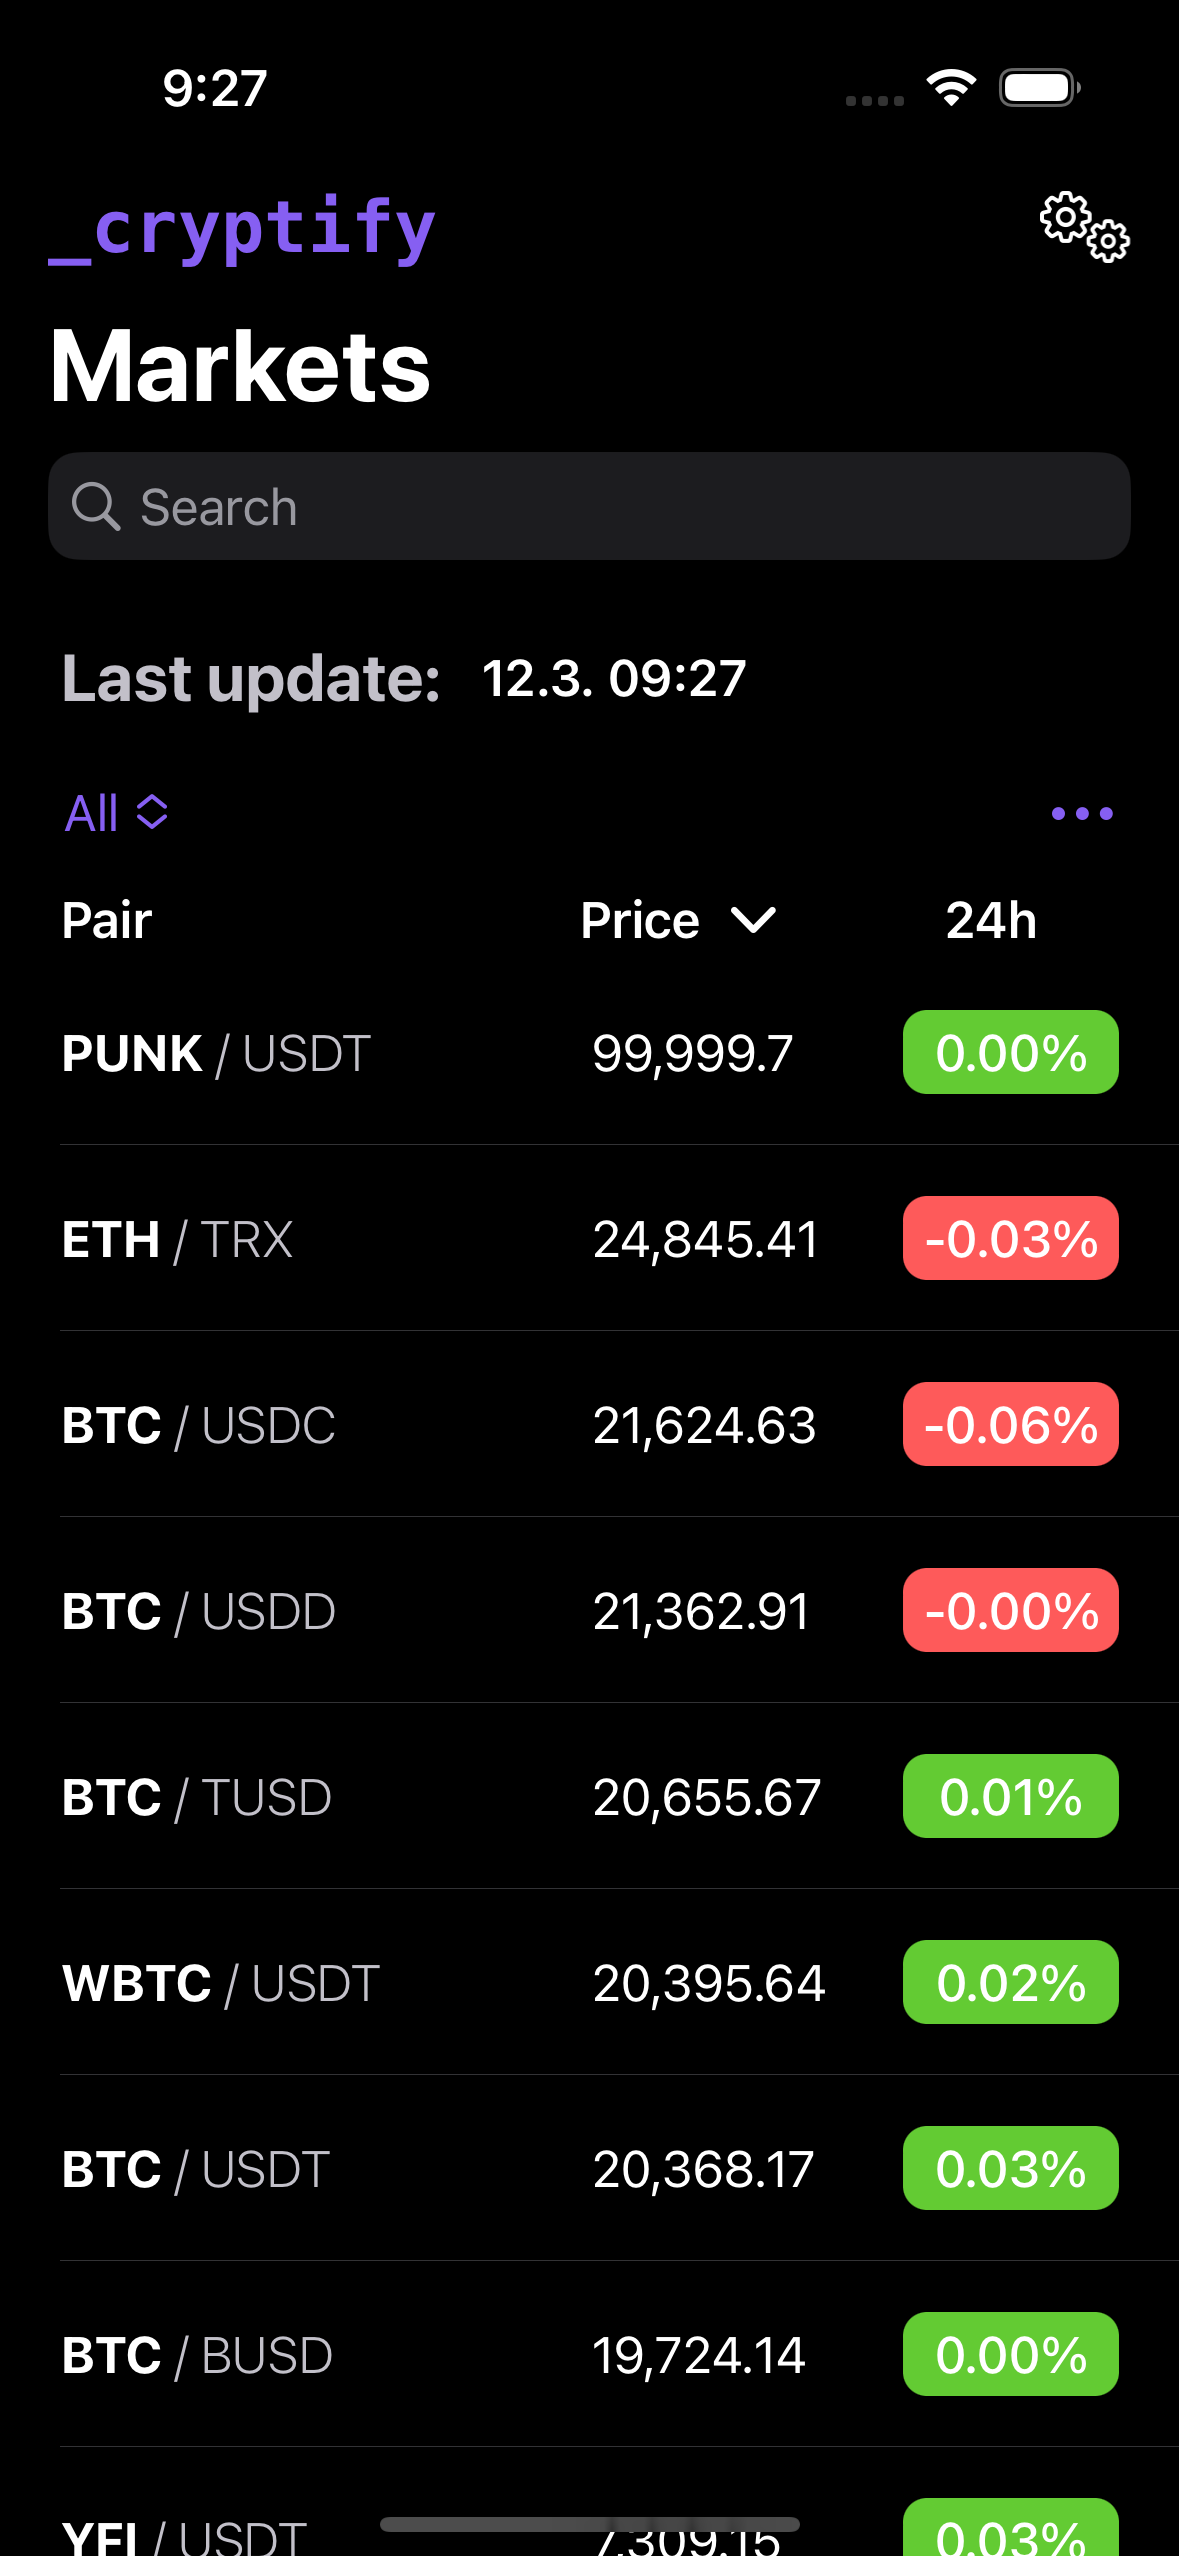 9:27
_cryptify
Markets
Search
Last update: 12.3. 09:27
All
Pair Price 24h
PUNK / USDT 99,999.7 0.00%
ETH / TRX 24,845.41 -0.03%
BTC / USDC 21,624.63 -0.06%
BTC / USDD 21,362.91 -0.00%
BTC / TUSD 20,655.67 0.01%
WBTC / USDT 20,395.64 0.02%
BTC / USDT 20,368.17 0.03%
BTC / BUSD 19,724.14 0.00%
YFI / USDT 7,309.15 0.03%